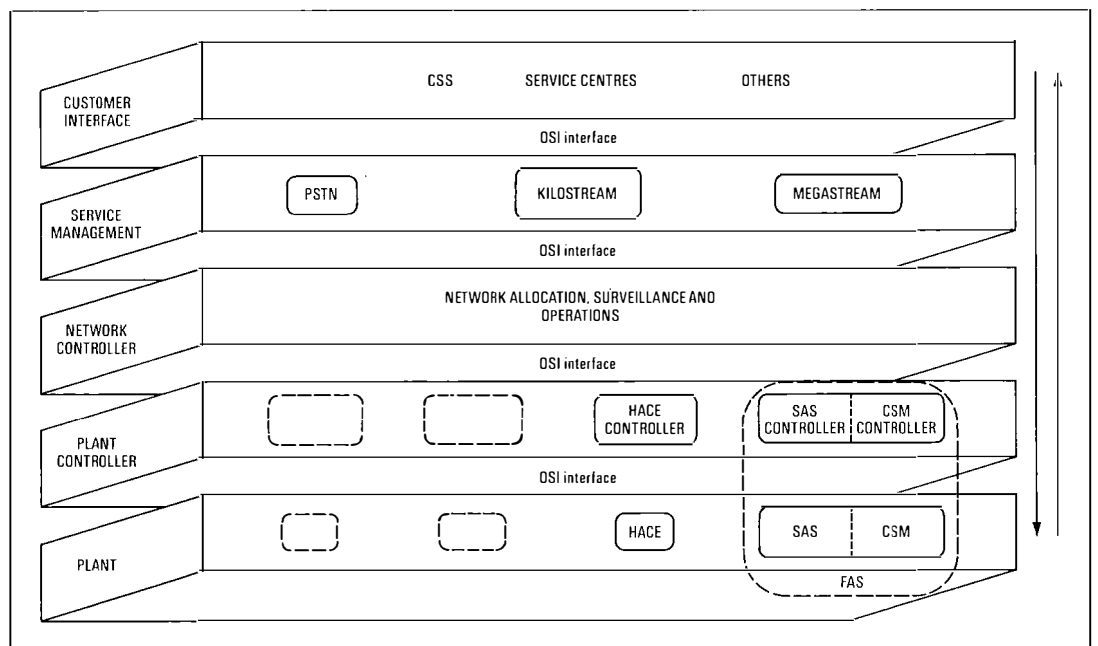 CSS SERVICE CENTRES OTHERS
CUSTOMER
INTERFACE
OSI interface
PSTN KILOSTREAM MEGASTREAM
SERVICE
MANAGEMENT
OSI interface
NETWORK ALLOCATION, SURVEILLANCE AND
OPERATIONS
NETWORK
CONTROLLER
OSI interface
HACE
CONTROLLER
SAS
CONTROLLER
CSM
CONTROLLER
PLANT
CONTROLLER
OSI interface
HACE SAS CSM
PLANT
FAS